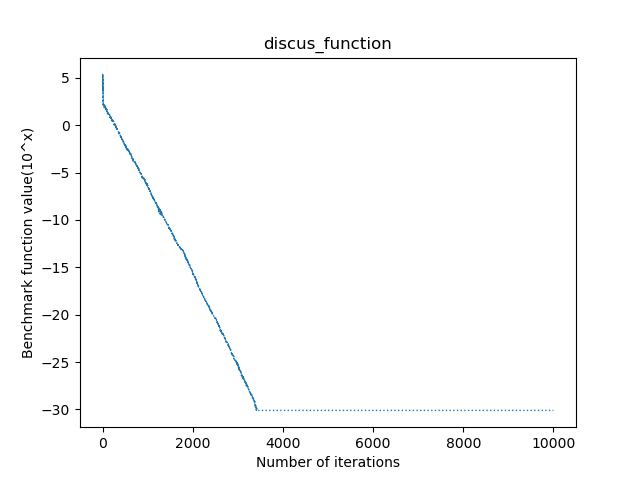 discus_function
Benchmark function value(10^x)
5
0
−5
−10
−15
−20
−25
−30
0 2000 4000 6000 8000 10000
Number of iterations